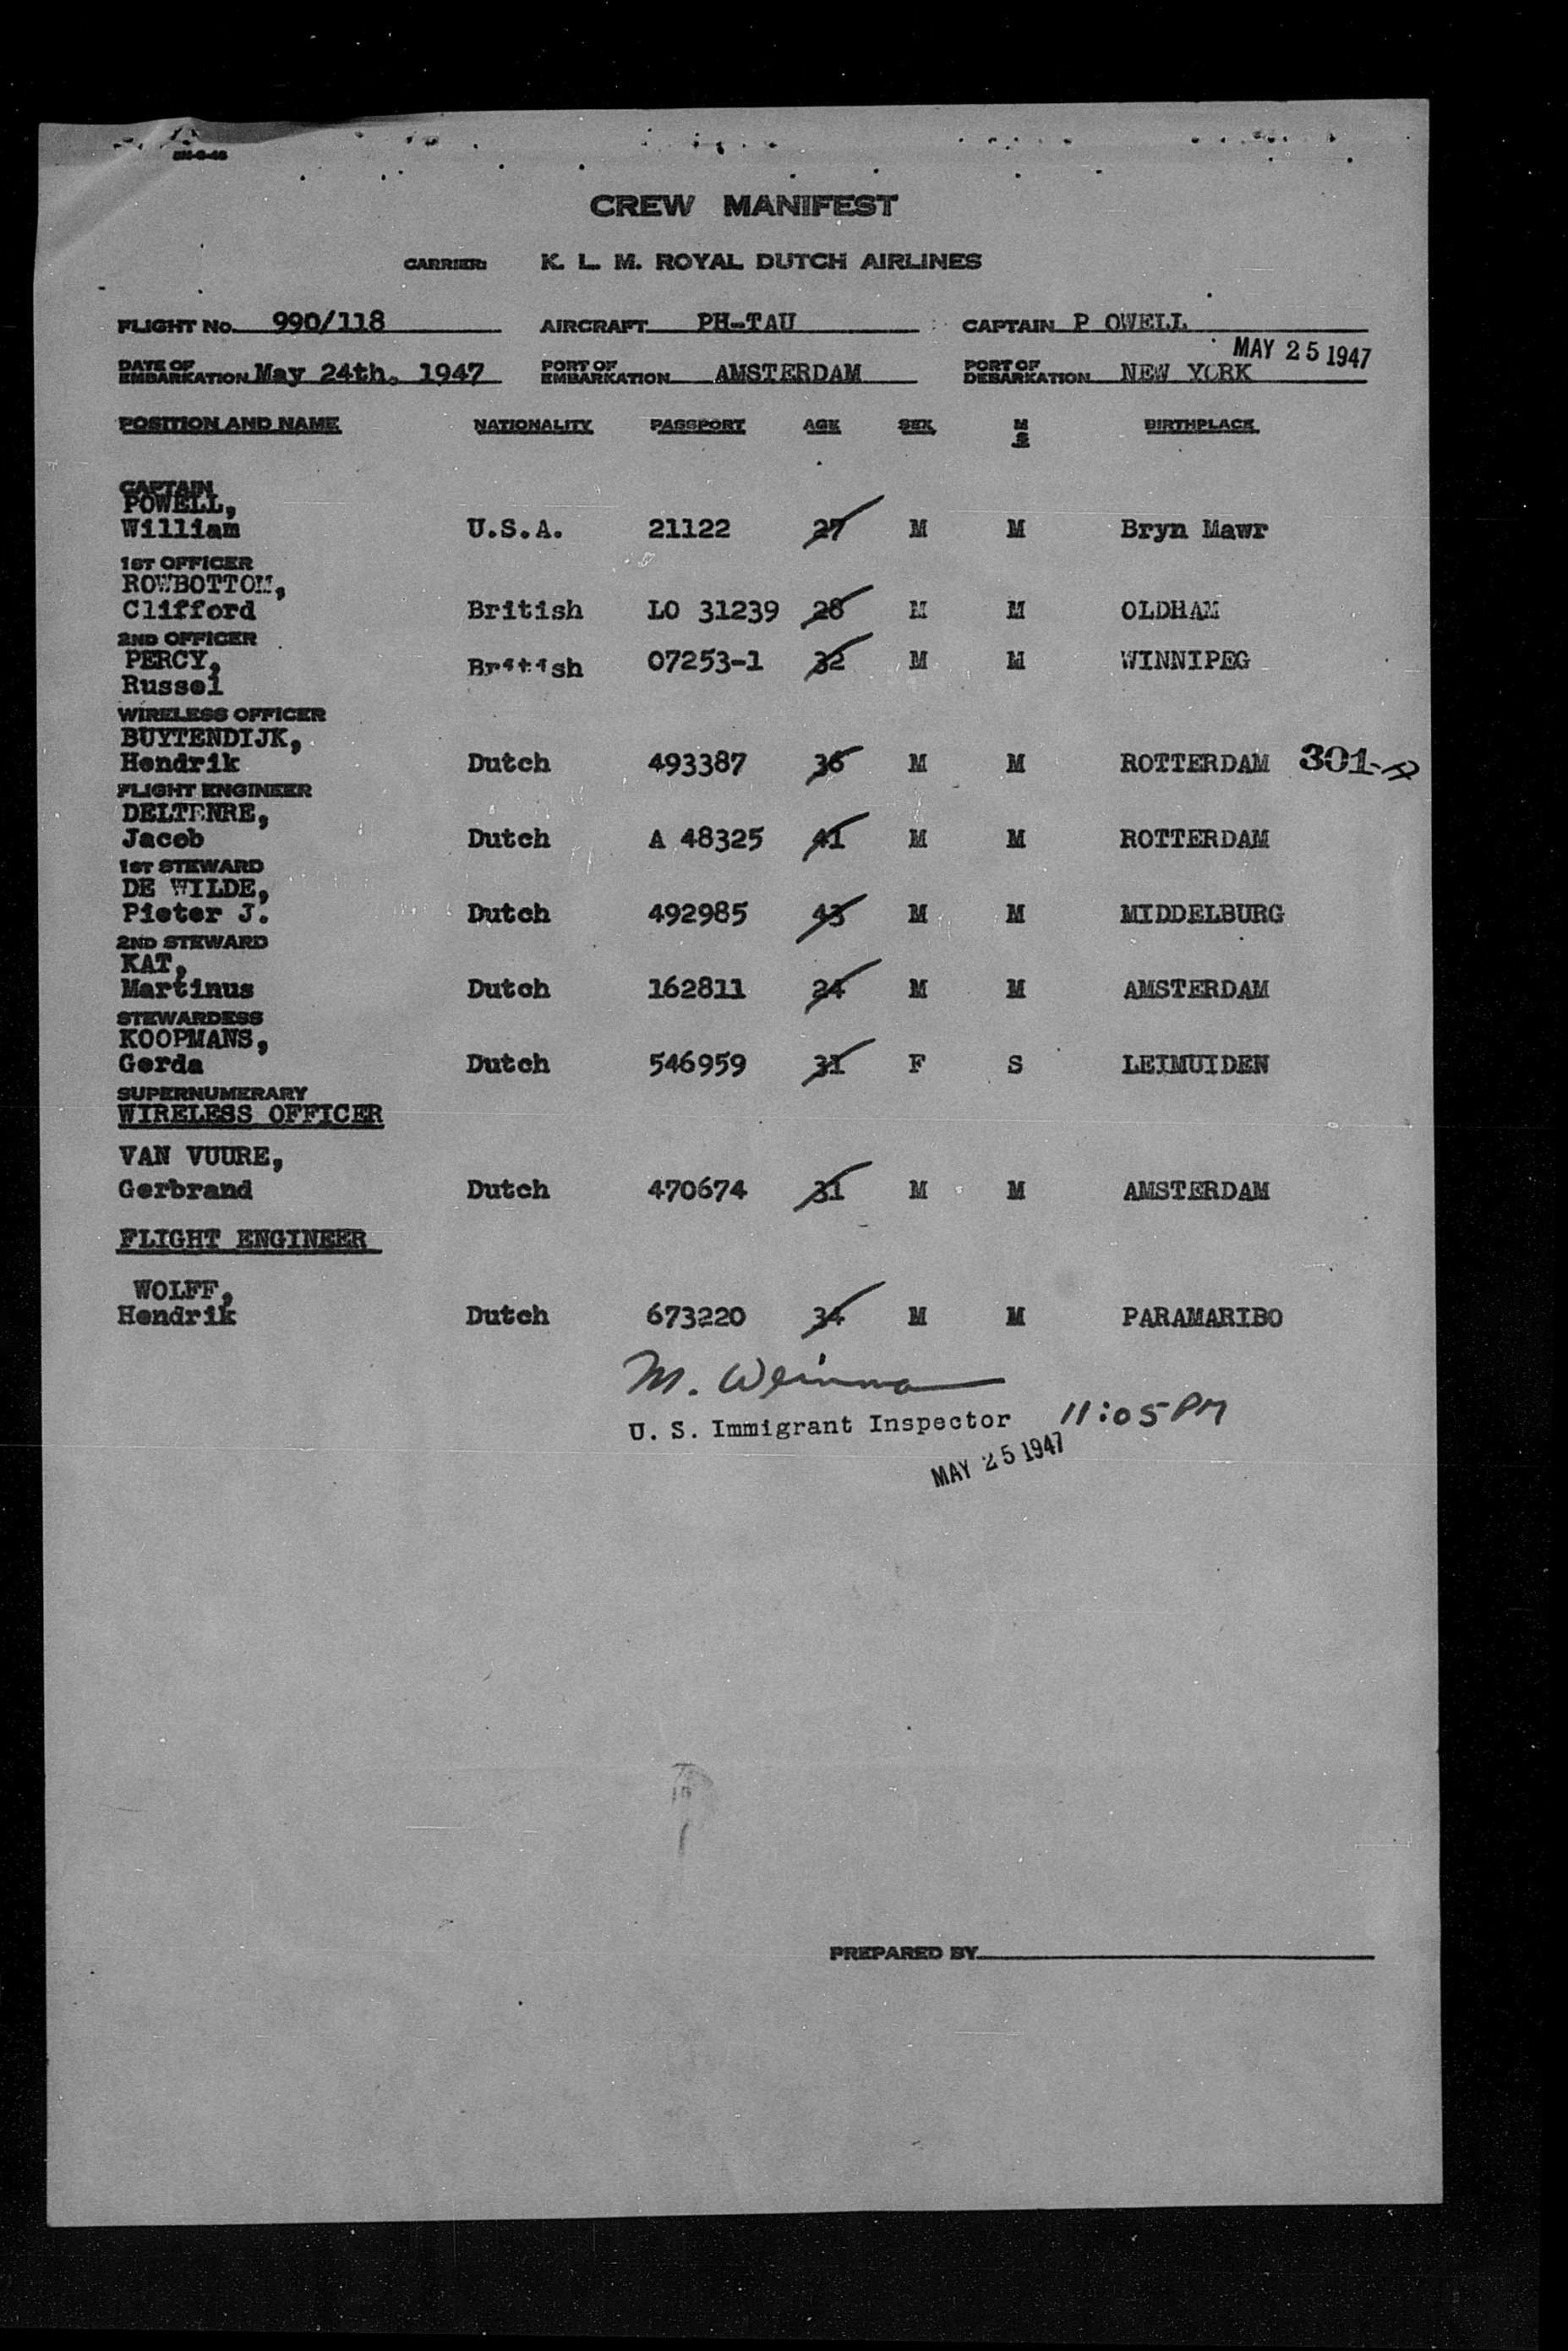 CREW MANIFEST
CARRIER: K. L. M. ROYAL DUTCH AIRLINES
FLIGHT No. 990/118 AIRCRAFT PH-TAU CAPTAIN P OWELL
MAY 25 1947
DATE OF EMBARKATION May 24th, 1947 PORT OF EMBARKATION AMSTERDAM PORT OF DEBARKATION NEW YORK
POSITION AND NAME NATIONALITY PASSPORT AGE SEX M S BIRTHPLACE
CAPTAIN
POWELL,
William U.S.A. 21122 27 M M Bryn Mawr
1ST OFFICER
ROWBOTTOM,
Clifford British LO 31239 28 M M OLDHAM
2ND OFFICER
PERCY, British 07253-1 32 M M WINNIPEG
Russel
WIRELESS OFFICER
BUYTENDIJK,
Hendrik Dutch 493387 36 M M ROTTERDAM 301-
FLIGHT ENGINEER
DELTENRE,
Jacob Dutch A 48325 41 M M ROTTERDAM
1ST STEWARD
DE WILDE,
Pieter J. Dutch 492985 43 M M MIDDELBURG
2ND STEWARD
KAT,
Martinus Dutch 162811 24 M M AMSTERDAM
STEWARDESS
KOOPMANS,
Gerda Dutch 546959 31 F S LEIMUIDEN
SUPERNUMERARY
WIRELESS OFFICER
VAN VUURE,
Gerbrand Dutch 470674 31 M M AMSTERDAM
FLIGHT ENGINEER
WOLFF,
Hendrik Dutch 673220 34 M M PARAMARIBO
M. Weinman
U. S. Immigrant Inspector 11:05 PM
MAY 25 1947
PREPARED BY